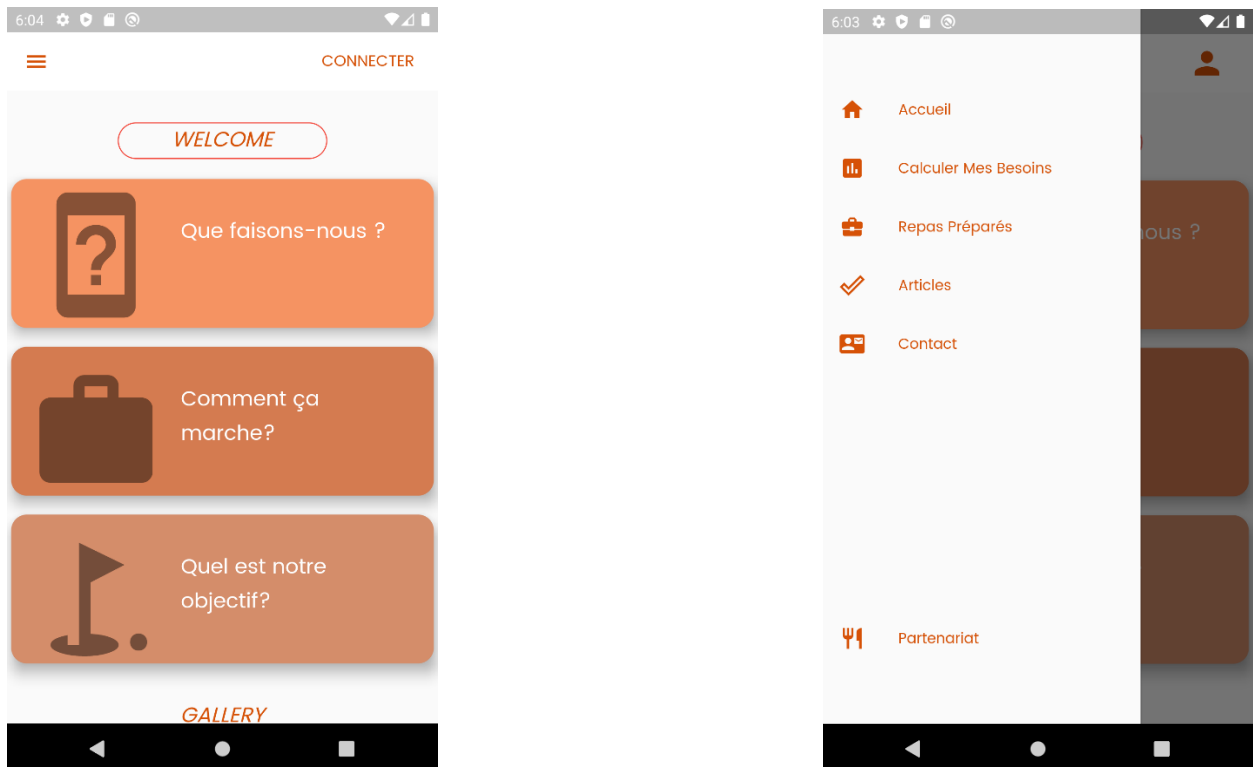 6:04
CONNECTER
WELCOME
Que faisons-nous ?
Comment ça
marche?
Quel est notre
objectif?
GALLERY
6:03
Accueil
Calculer Mes Besoins
Repas Préparés
Articles
Contact
Partenariat
nous ?